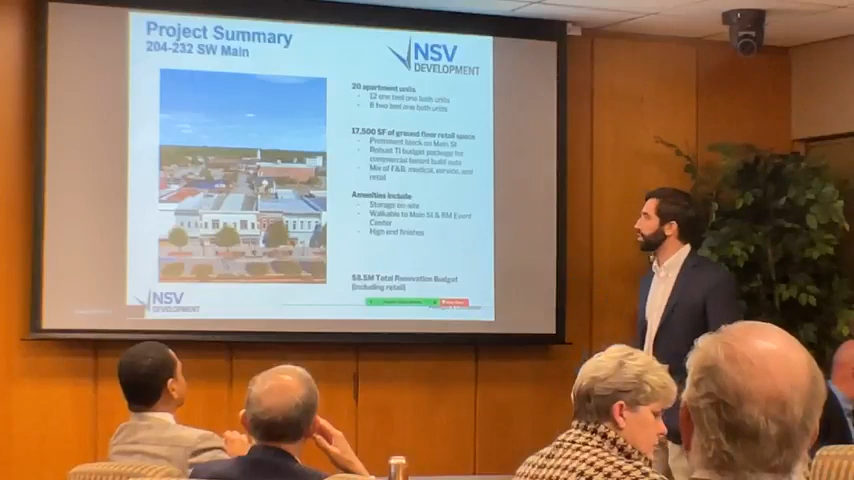 Project Summary
204-232 SW Main
NSV
DEVELOPMENT
20 apartment units
- 12 one bed one bath units
- 8 two bed one bath units
17,500 SF of ground floor retail space
- Prominent block on Main St
- Robust TI budget package for
commercial tenant build outs
- Mix of F&B, medical, service, and
retail
Amenities include:
- Storage on-site
- Walkable to Main St & RM Event
Center
- High end finishes
$8.5M Total Renovation Budget
(including retail)
NSV
DEVELOPMENT